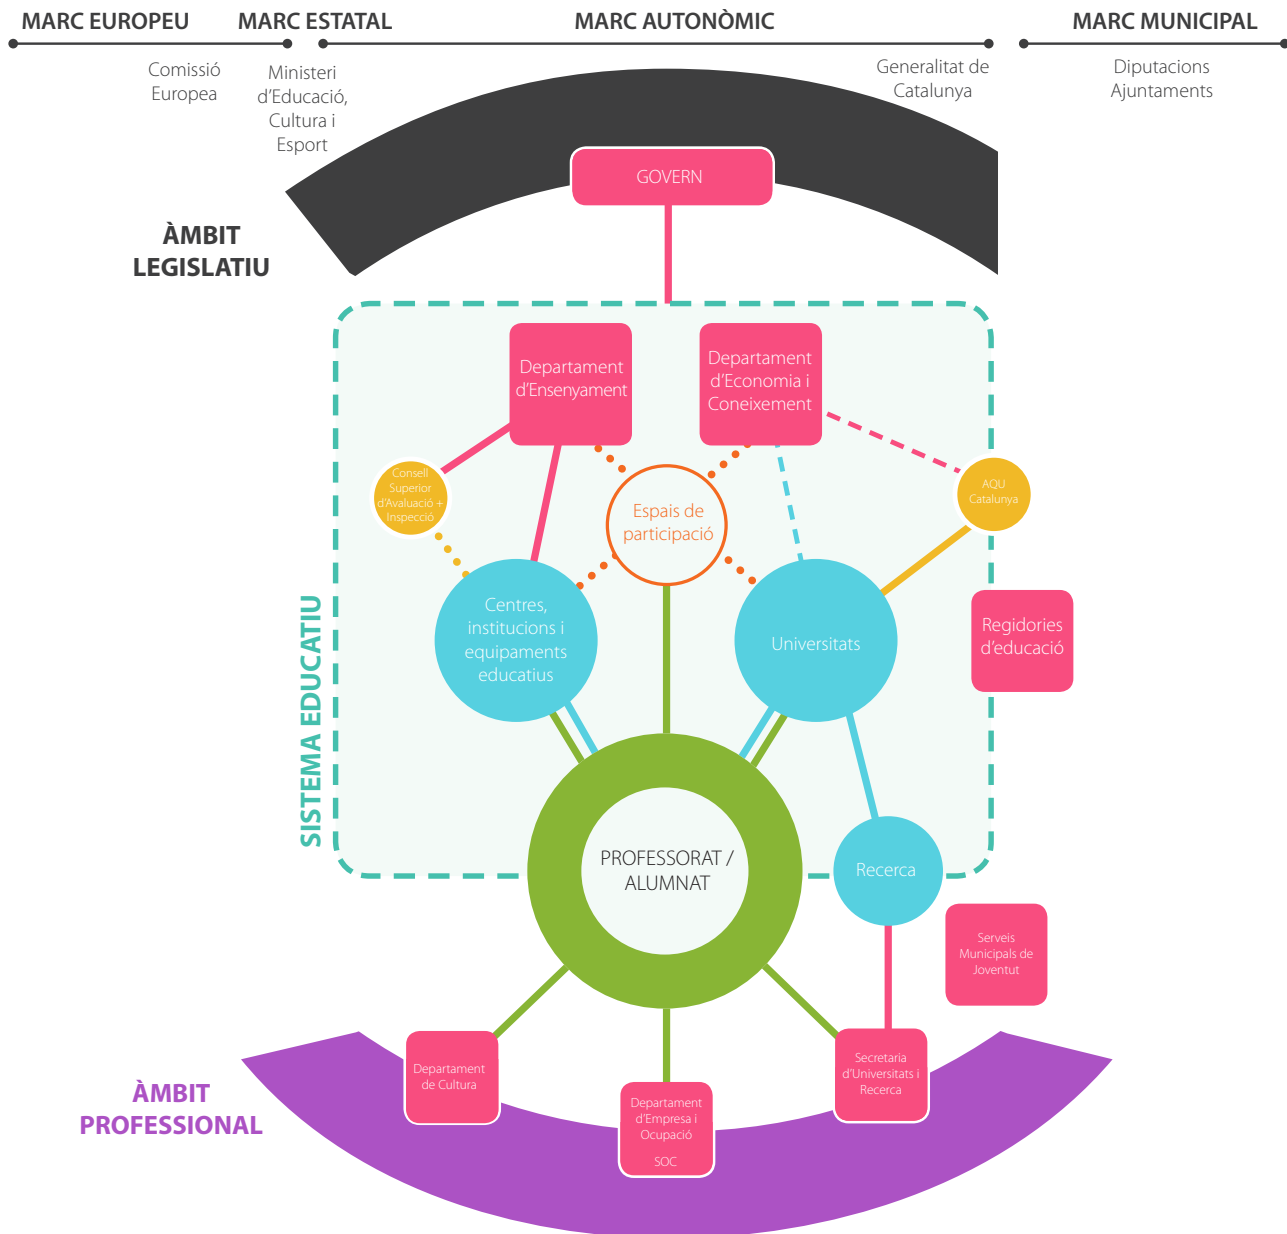 MARC EUROPEU
MARC ESTATAL
MARC AUTONÒMIC
MARC MUNICIPAL
Comissió
Europea
Ministeri
d'Educació,
Cultura i
Esport
Generalitat de
Catalunya
Diputacions
Ajuntaments
GOVERN
ÀMBIT
LEGISLATIU
Departament
d'Ensenyament
Departament
d'Economia i
Coneixement
Consell
Superior
d'Avaluació +
Inspecció
Espais de
participació
AQU
Catalunya
SISTEMA EDUCATIU
Centres,
institucions i
equipaments
educatius
Universitats
Regidories
d'educació
PROFESSORAT /
ALUMNAT
Recerca
Serveis
Municipals de
Joventut
ÀMBIT
PROFESSIONAL
Departament
de Cultura
Departament
d'Empresa i
Ocupació
SOC
Secretaria
d'Universitats i
Recerca